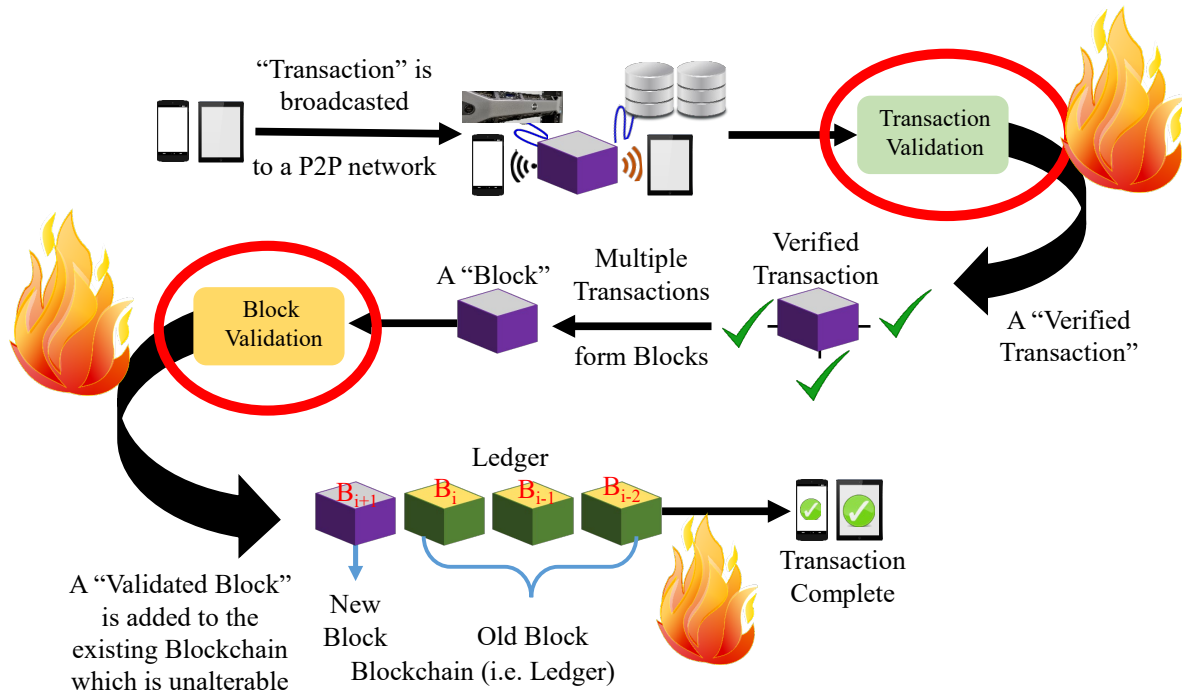 “Transaction” is
broadcasted
to a P2P network
Transaction
Validation
A “Verified
Transaction”
Verified
Transaction
Multiple
Transactions
form Blocks
A “Block”
Block
Validation
A “Validated Block”
is added to the
existing Blockchain
which is unalterable
Ledger
Bi+1 Bi Bi-1 Bi-2
New
Block
Old Block
Blockchain (i.e. Ledger)
Transaction
Complete